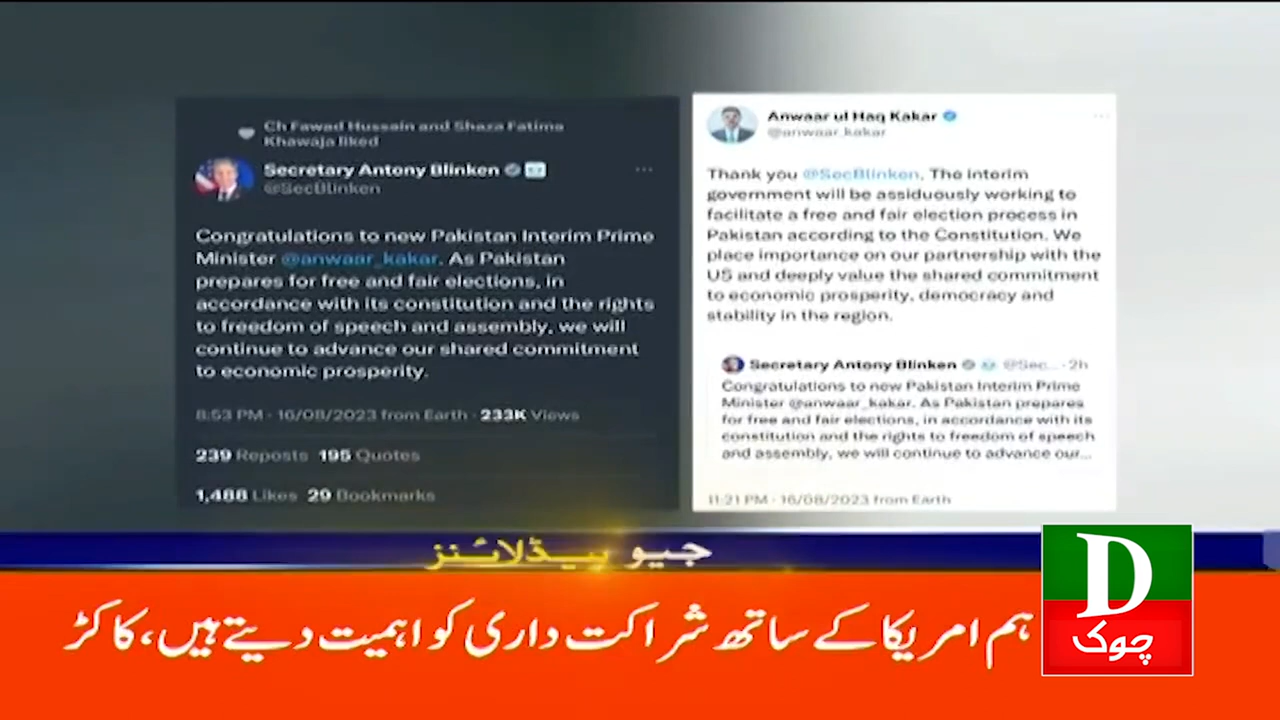 Ch Fawad Hussain and Shaza Fatima
Khawaja liked
Secretary Antony Blinken
@SecBlinken
Congratulations to new Pakistan Interim Prime
Minister @anwaar_kakar. As Pakistan
prepares for free and fair elections, in
accordance with its constitution and the rights
to freedom of speech and assembly, we will
continue to advance our shared commitment
to economic prosperity.
8:53 PM · 16/08/2023 from Earth · 233K Views
239 Reposts 195 Quotes
1,488 Likes 29 Bookmarks
Anwaar ul Haq Kakar
@anwaar_kakar
Thank you @SecBlinken. The interim
government will be assiduously working to
facilitate a free and fair election process in
Pakistan according to the Constitution. We
place importance on our partnership with the
US and deeply value the shared commitment
to economic prosperity, democracy and
stability in the region.
Secretary Antony Blinken @Sec... · 2h
Congratulations to new Pakistan Interim Prime
Minister @anwaar_kakar. As Pakistan prepares
for free and fair elections, in accordance with its
constitution and the rights to freedom of speech
and assembly, we will continue to advance our...
11:21 PM · 16/08/2023 from Earth
جیو ہیڈلائنز
ہم امریکا کے ساتھ شراکت داری کو اہمیت دیتے ہیں، کاکڑ
D
چوک